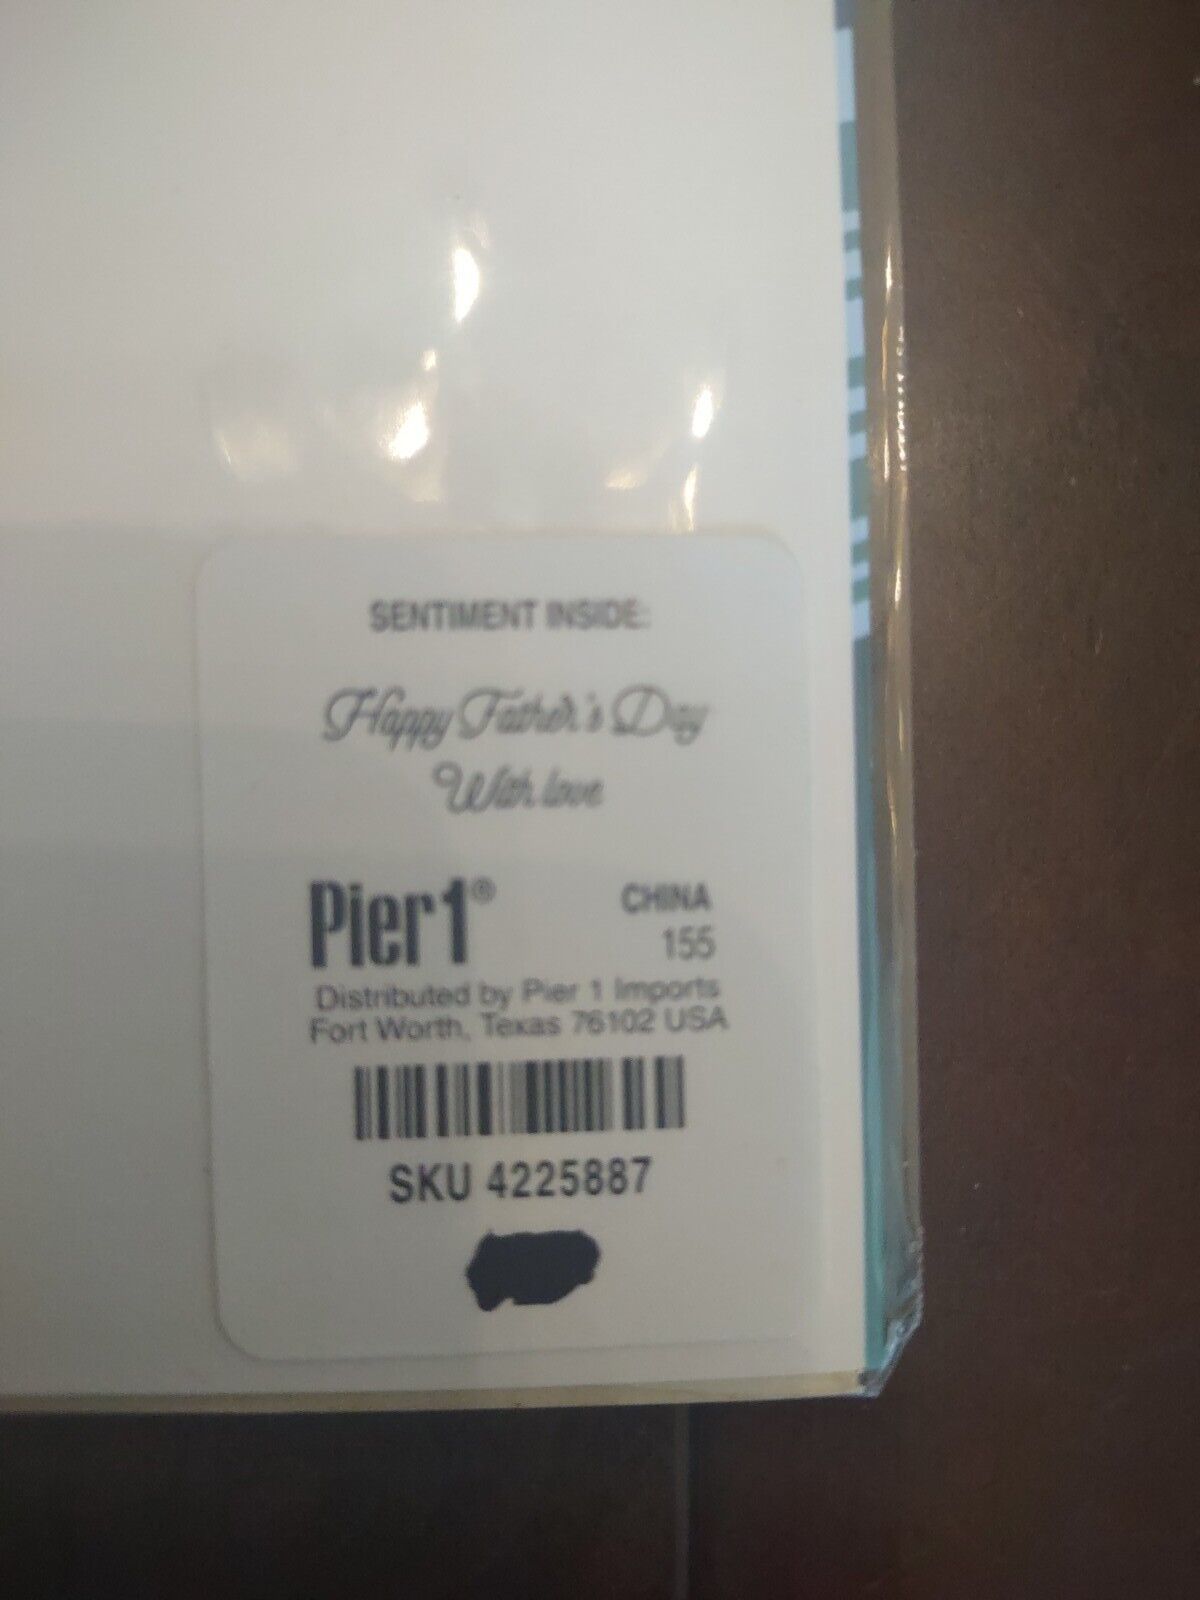 SENTIMENT INSIDE:
Happy Father's Day
With love
Pier1® CHINA
155
Distributed by Pier 1 Imports
Fort Worth, Texas 76102 USA
SKU 4225887